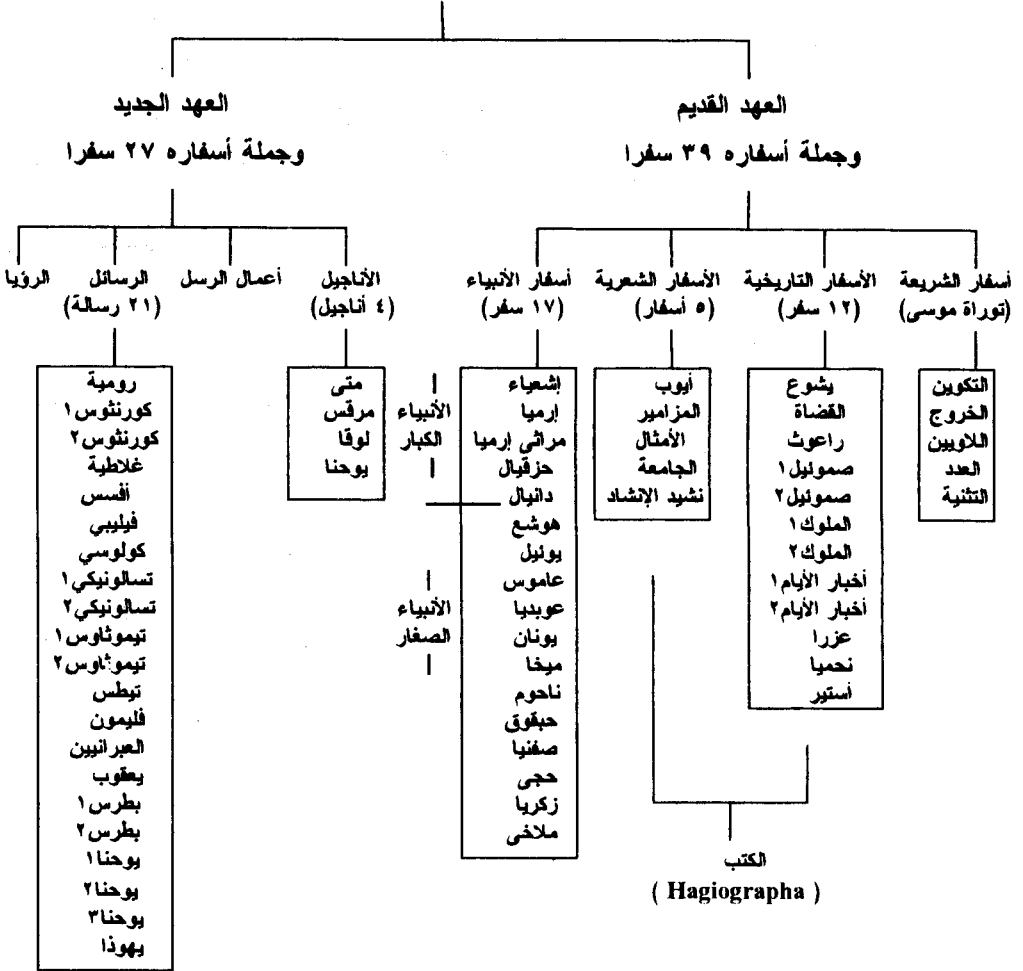 العهد القديم
وجملة أسفاره ٣٩ سفرا
أسفار الشريعة
(توراة موسى)
التكوين
الخروج
اللاويين
العدد
التثنية
الأسفار التاريخية
(١٢ سفر)
يشوع
القضاة
راعوث
صموئيل١
صموئيل٢
الملوك١
الملوك٢
أخبار الأيام١
أخبار الأيام٢
عزرا
نحميا
أستير
الأسفار الشعرية
(٥ أسفار)
أيوب
المزامير
الأمثال
الجامعة
نشيد الإنشاد
الكتب
( Hagiographa )
أسفار الأنبياء
(١٧ سفر)
إشعياء
إرميا
مراثى إرميا
حزقيال
دانيال
هوشع
يوئيل
عاموس
عوبديا
يونان
ميخا
ناحوم
حبقوق
صفنيا
حجى
زكريا
ملاخى
الأنبياء
الكبار
الأنبياء
الصغار
العهد الجديد
وجملة أسفاره ٢٧ سفرا
الأناجيل
(٤ أناجيل)
متى
مرقس
لوقا
يوحنا
أعمال الرسل
الرسائل
(٢١ رسالة)
رومية
كورنثوس١
كورنثوس٢
غلاطية
أفسس
فيليبي
كولوسي
تسالونيكي١
تسالونيكي٢
تيموثاوس١
تيموثاوس٢
تيطس
فليمون
العبرانيين
يعقوب
بطرس١
بطرس٢
يوحنا١
يوحنا٢
يوحنا٣
يهوذا
الرؤيا